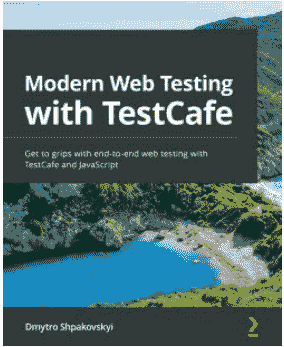 Modern Web Testing
with TestCafe
Get to grips with end-to-end web testing with
TestCafe and JavaScript
Dmytro Shpakovskyi